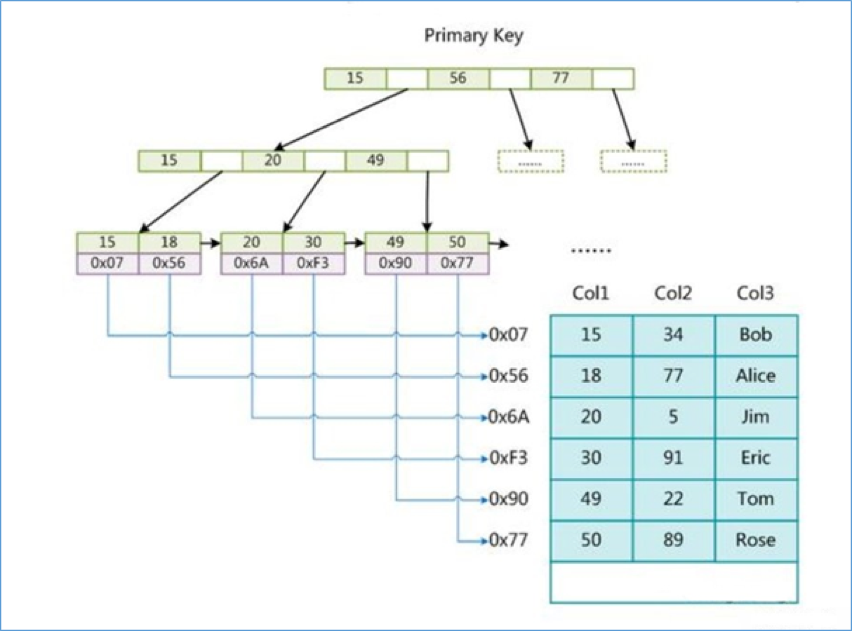 Primary Key
15 56 77
15 20 49
...... ......
15 18 20 30 49 50
0x07 0x56 0x6A 0xF3 0x90 0x77
......
Col1 Col2 Col3
0x07 15 34 Bob
0x56 18 77 Alice
0x6A 20 5 Jim
0xF3 30 91 Eric
0x90 49 22 Tom
0x77 50 89 Rose